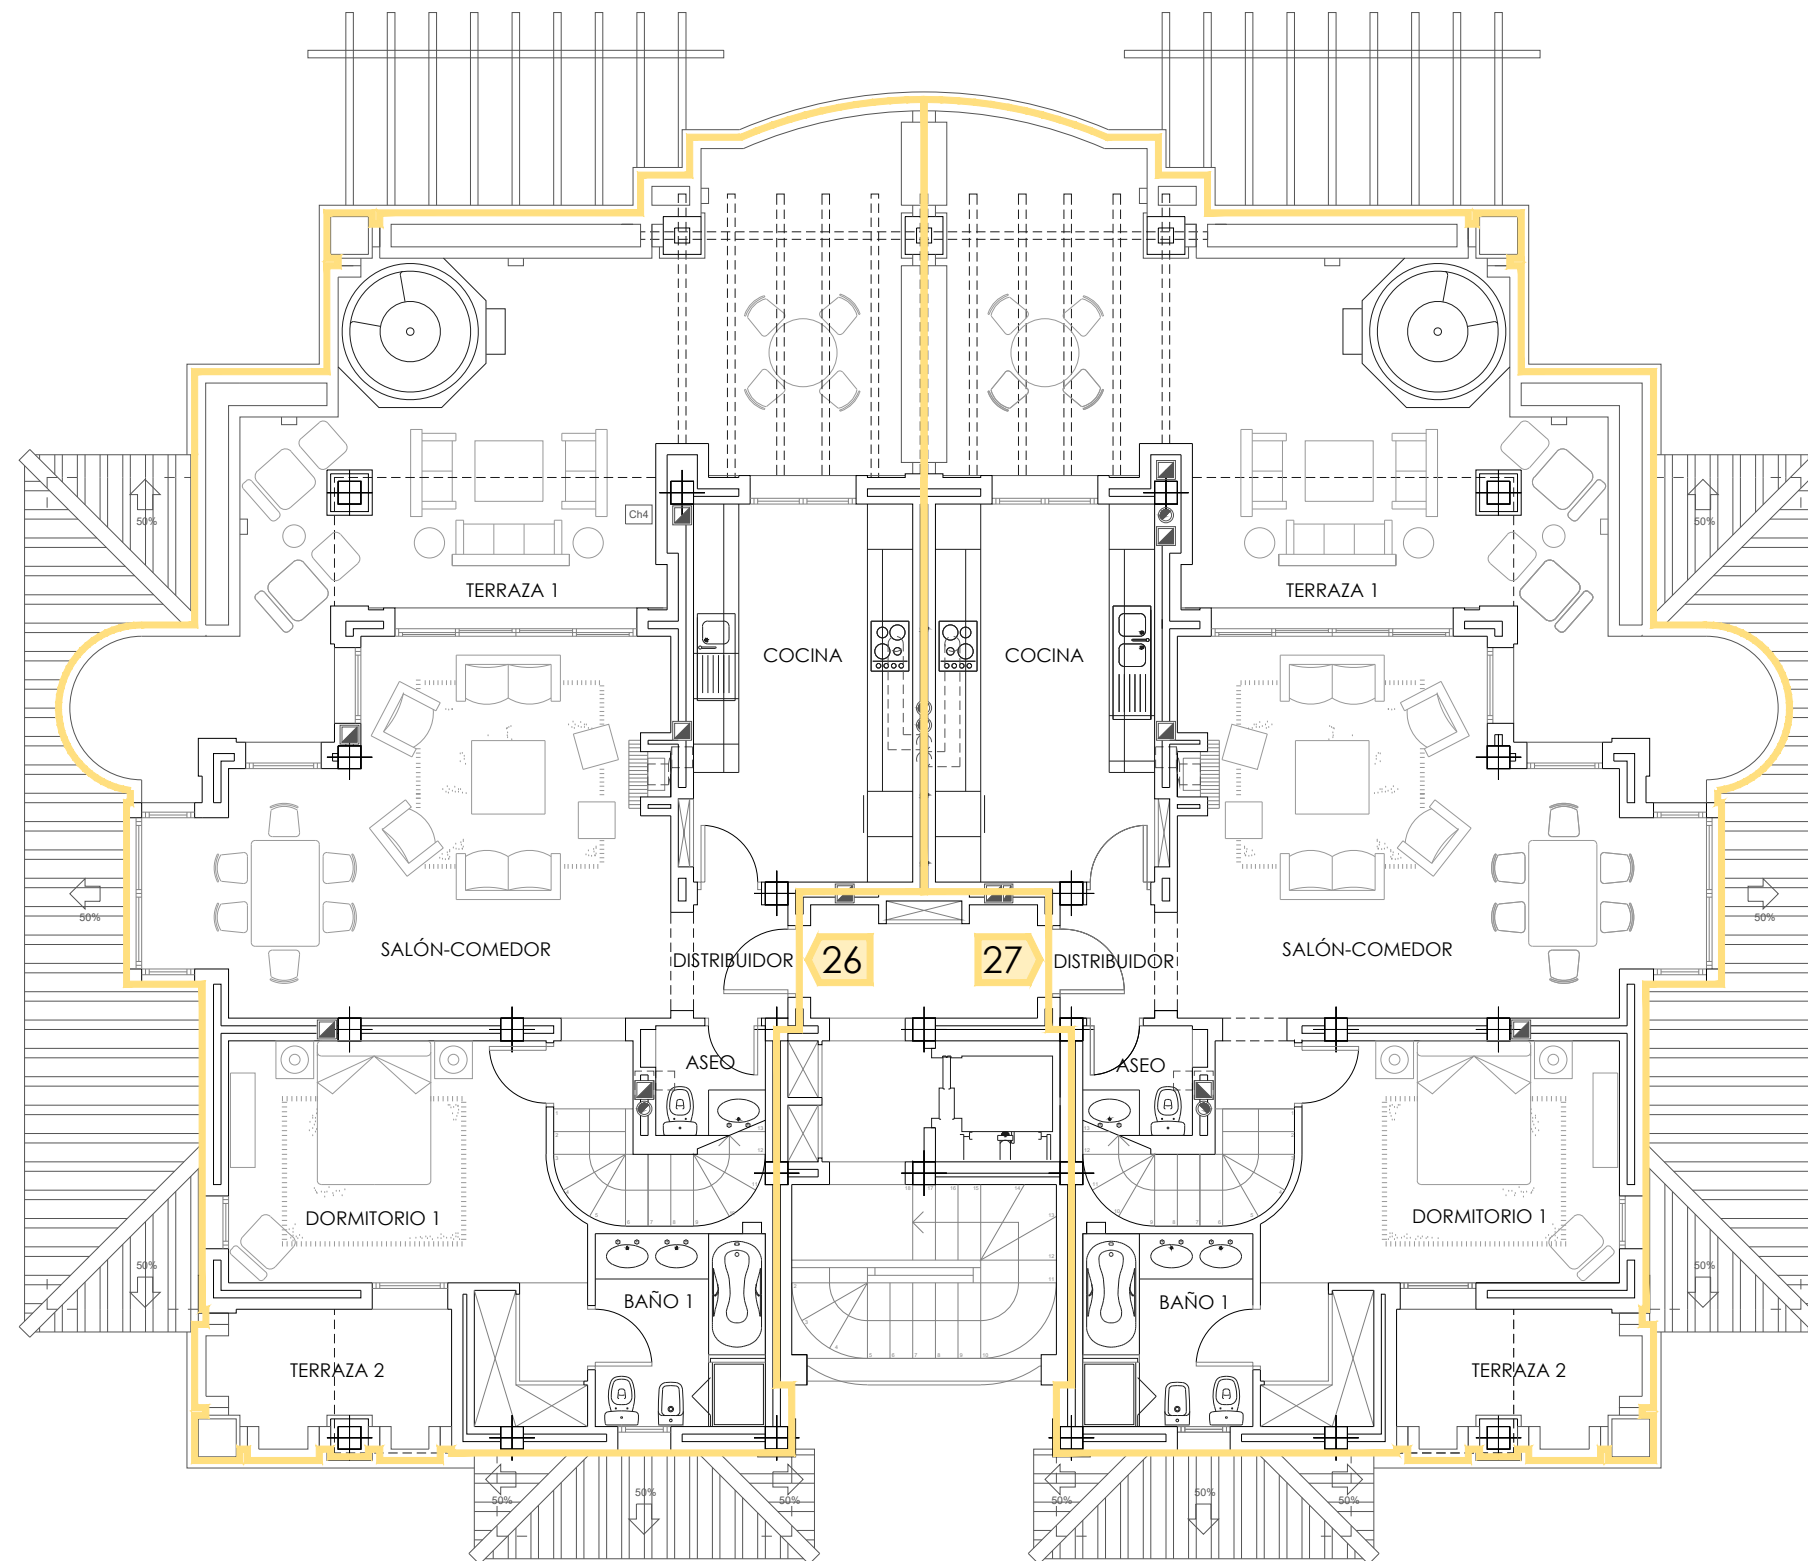 50%
50%
Ch4
TERRAZA 1
TERRAZA 1
COCINA
COCINA
50%
50%
SALÓN-COMEDOR
DISTRIBUIDOR
26
27
DISTRIBUIDOR
SALÓN-COMEDOR
ASEO
ASEO
DORMITORIO 1
DORMITORIO 1
50%
50%
BAÑO 1
BAÑO 1
TERRAZA 2
TERRAZA 2
50%
50%
50%
50%
50%
50%